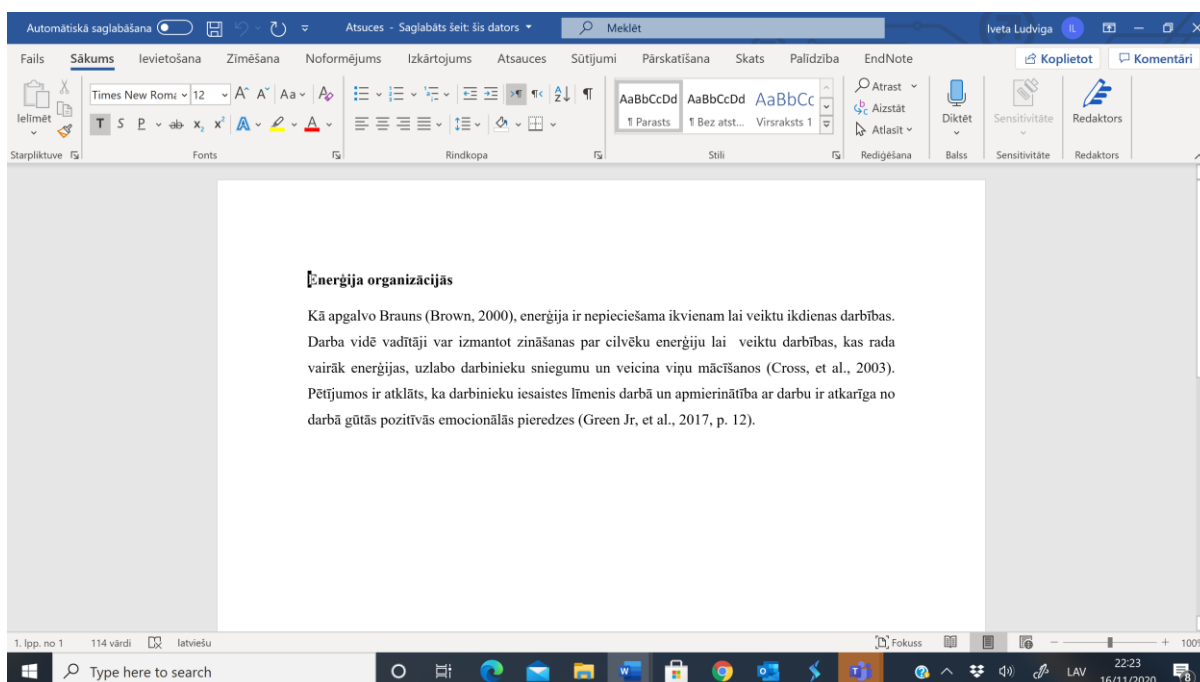 Automātiskā saglabāšana Atsuces - Saglabāts šeit: šis dators Meklēt Iveta Ludviga IL
Fails Sākums Ievietošana Zīmēšana Noformējums Izkārtojums Atsauces Sūtījumi Pārskatīšana Skats Palīdzība EndNote Koplietot Komentāri
Ielīmēt
Times New Roma 12
AaBbCcDd AaBbCcDd AaBbCc
¶ Parasts ¶ Bez atst... Virsraksts 1
Atrast
Aizstāt
Atlasīt
Diktēt Sensitivitāte Redaktors
Starpliktuve Fonts Rindkopa Stili Rediģēšana Balss Sensitivitāte Redaktors
Enerģija organizācijās
Kā apgalvo Brauns (Brown, 2000), enerģija ir nepieciešama ikvienam lai veiktu ikdienas darbības.
Darba vidē vadītāji var izmantot zināšanas par cilvēku enerģiju lai veiktu darbības, kas rada
vairāk enerģijas, uzlabo darbinieku sniegumu un veicina viņu mācīšanos (Cross, et al., 2003).
Pētījumos ir atklāts, ka darbinieku iesaistes līmenis darbā un apmierinātība ar darbu ir atkarīga no
darbā gūtās pozitīvās emocionālās pieredzes (Green Jr, et al., 2017, p. 12).
1. lpp. no 1 114 vārdi latviešu Fokuss 100%
Type here to search LAV 22:23
16/11/2020